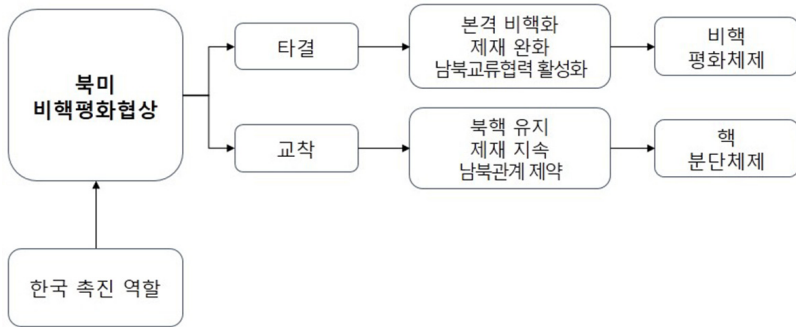 북미
비핵평화협상
타결
본격 비핵화
제재 완화
남북교류협력 활성화
비핵
평화체제
교착
북핵 유지
제재 지속
남북관계 제약
핵
분단체제
한국 촉진 역할